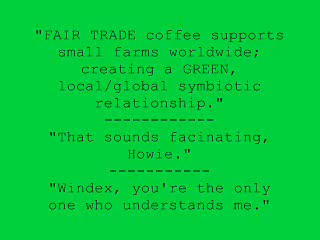 "FAIR TRADE coffee supports
small farms worldwide;
creating a GREEN,
local/global symbiotic
relationship."
------------
"That sounds facinating,
Howie."
-----------
"Windex, you're the only
one who understands me."